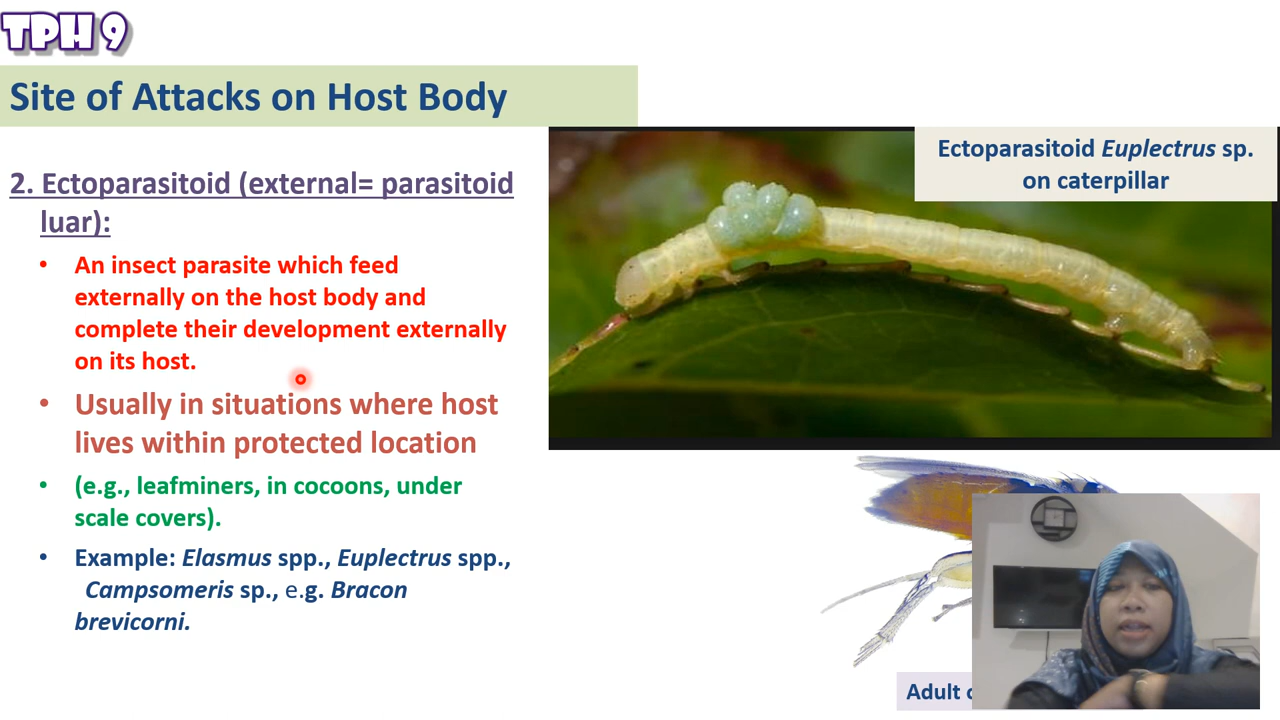 TPH 9
Site of Attacks on Host Body
2. Ectoparasitoid (external= parasitoid
luar):
• An insect parasite which feed
externally on the host body and
complete their development externally
on its host.
• Usually in situations where host
lives within protected location
• (e.g., leafminers, in cocoons, under
scale covers).
• Example: Elasmus spp., Euplectrus spp.,
Campsomeris sp., e.g. Bracon
brevicorni.
Ectoparasitoid Euplectrus sp.
on caterpillar
Adult